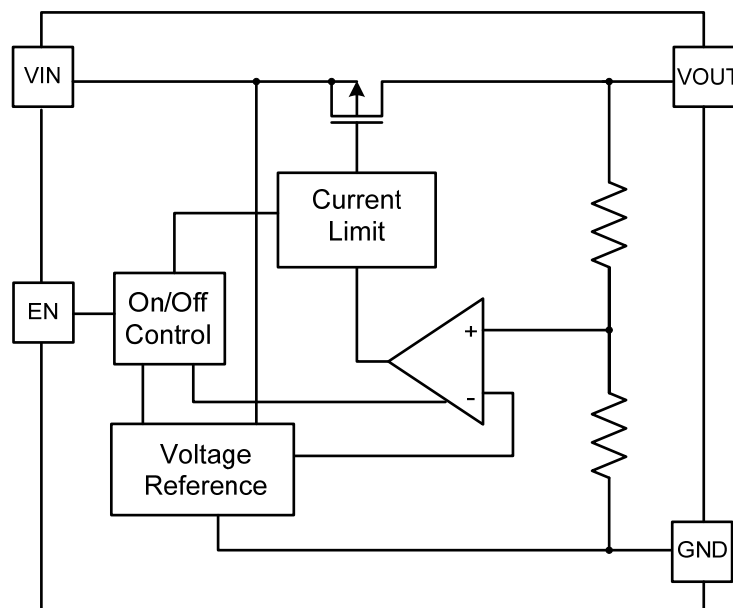 VIN
VOUT
Current
Limit
EN
On/Off
Control
+
-
Voltage
Reference
GND